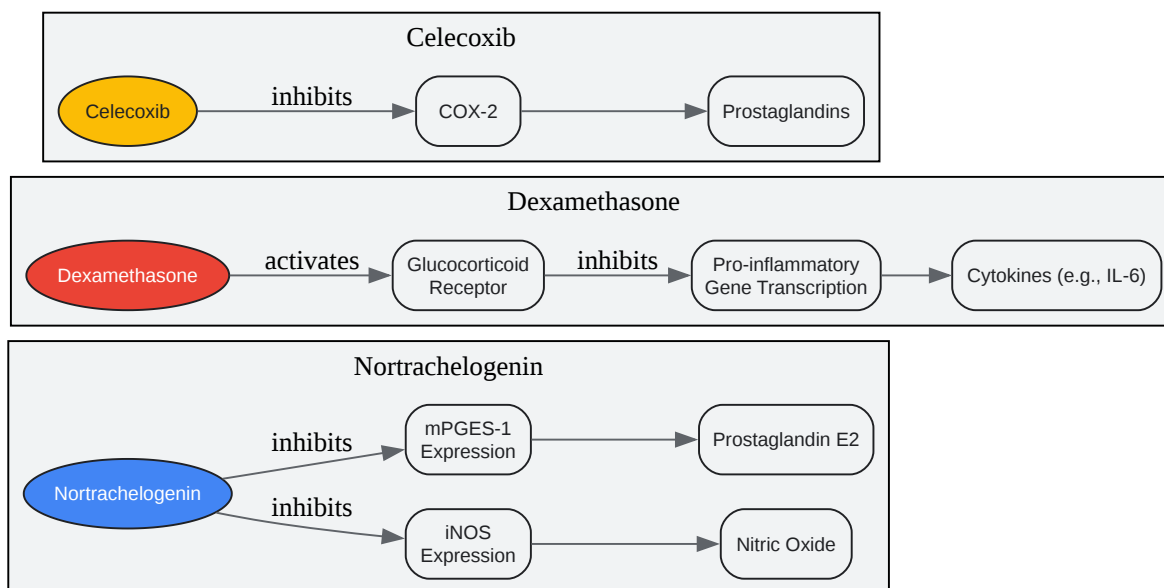 Celecoxib
Celecoxib
inhibits
COX-2
Prostaglandins
Dexamethasone
Dexamethasone
activates
Glucocorticoid
Receptor
inhibits
Pro-inflammatory
Gene Transcription
Cytokines (e.g., IL-6)
Nortrachelogenin
Nortrachelogenin
inhibits
mPGES-1
Expression
Prostaglandin E2
inhibits
iNOS
Expression
Nitric Oxide